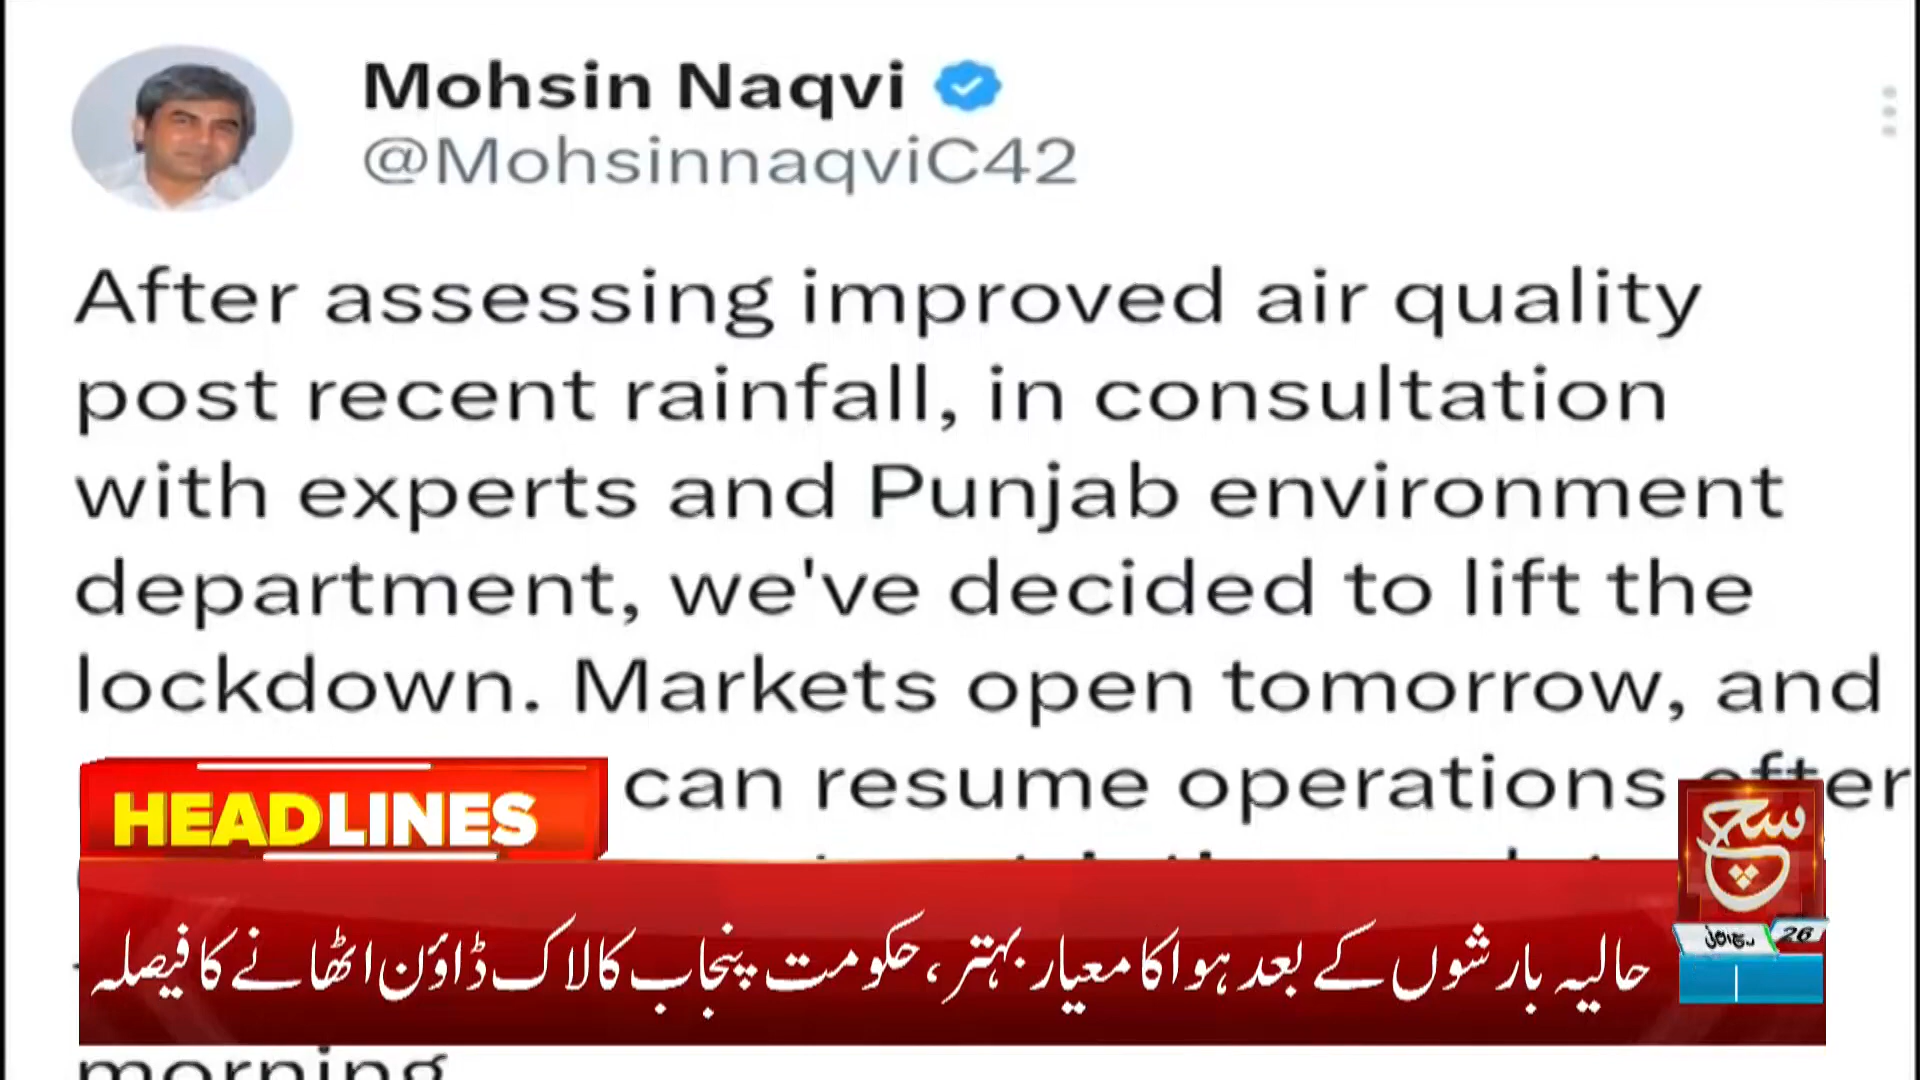 Mohsin Naqvi
@MohsinnaqviC42
After assessing improved air quality
post recent rainfall, in consultation
with experts and Punjab environment
department, we've decided to lift the
lockdown. Markets open tomorrow, and
can resume operations after
HEADLINES
سچ
26
حالیہ بارشوں کے بعد ہوا کا معیار بہتر، حکومت پنجاب کا لاک ڈاؤن اٹھانے کا فیصلہ
morning